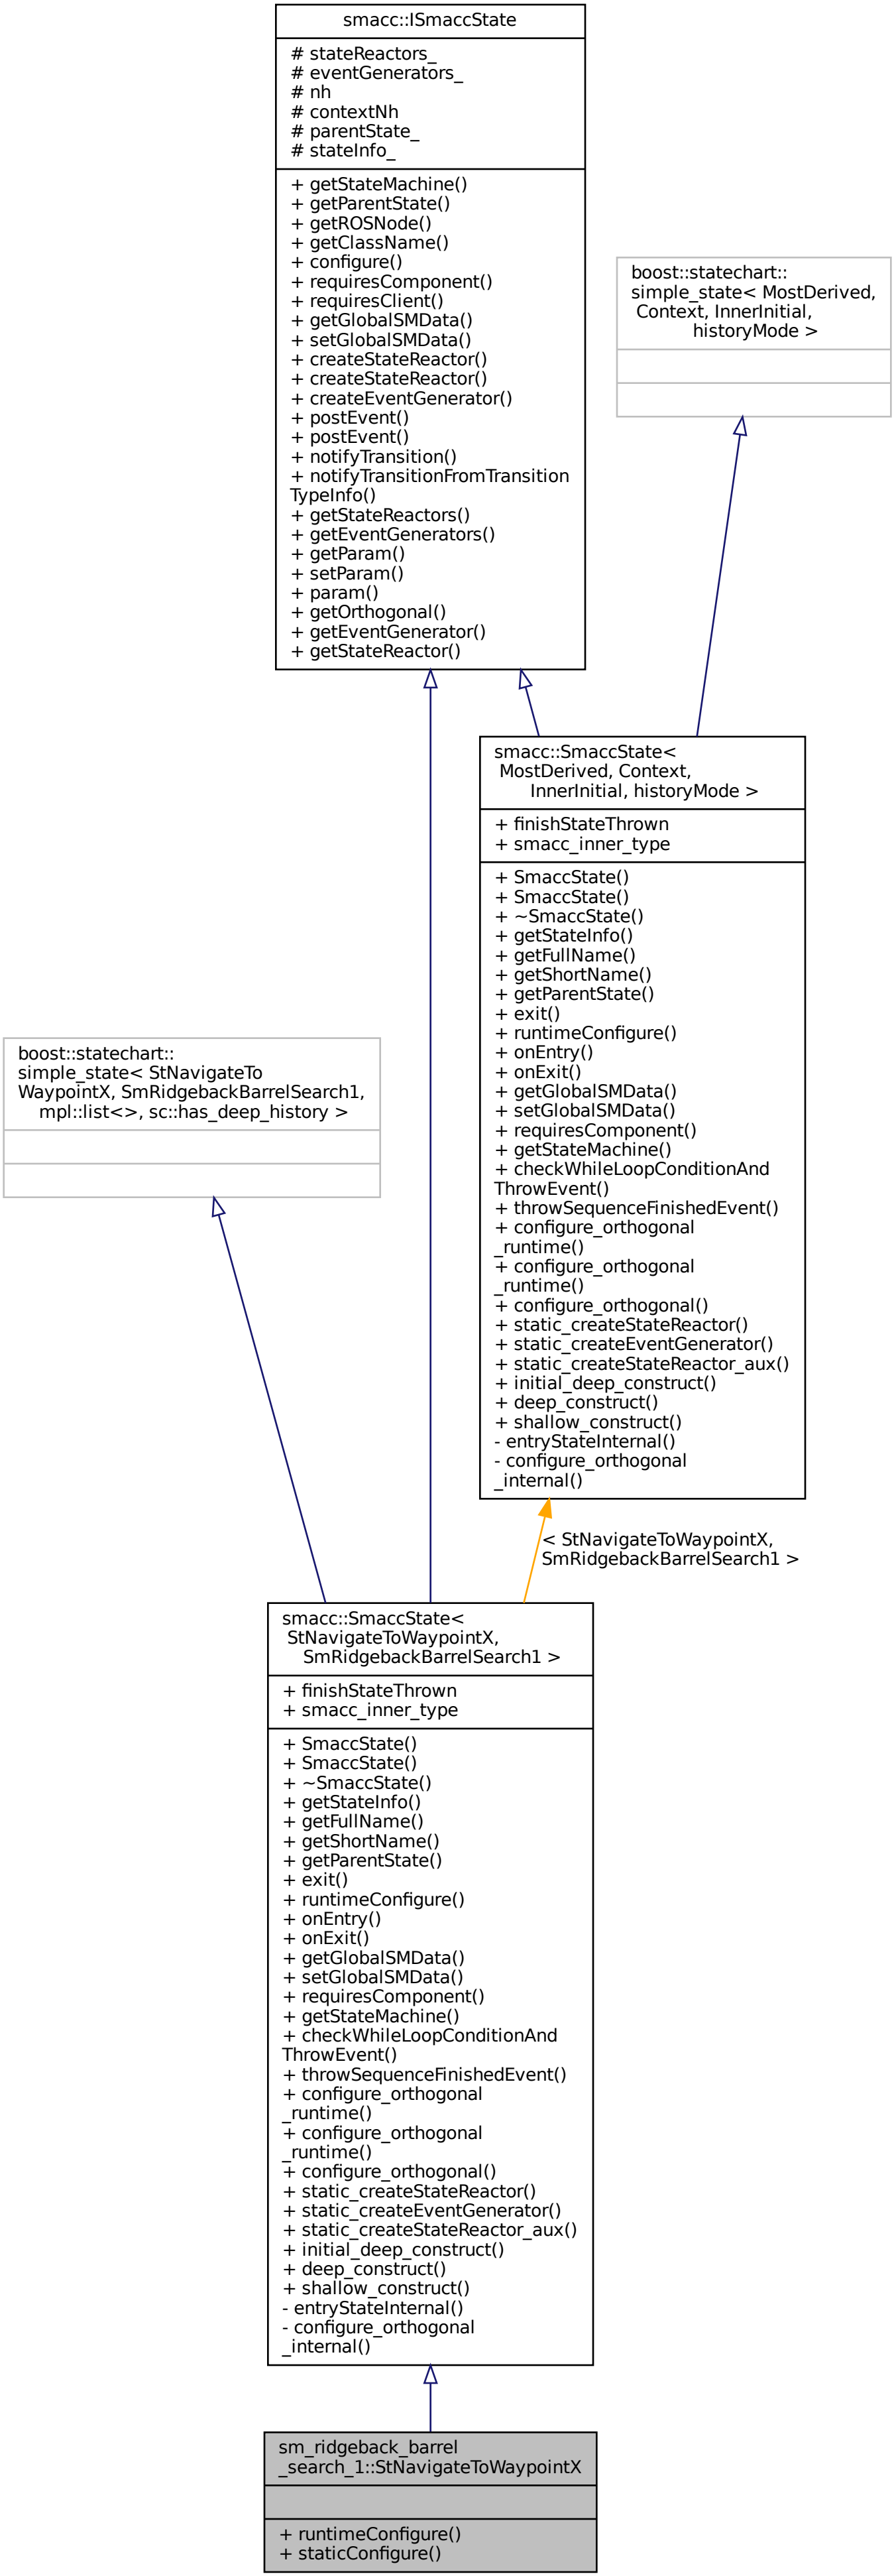 smacc::ISmaccState
# stateReactors_
# eventGenerators_
# nh
# contextNh
# parentState_
# stateInfo_
+ getStateMachine()
+ getParentState()
+ getROSNode()
+ getClassName()
+ configure()
+ requiresComponent()
+ requiresClient()
+ getGlobalSMData()
+ setGlobalSMData()
+ createStateReactor()
+ createStateReactor()
+ createEventGenerator()
+ postEvent()
+ postEvent()
+ notifyTransition()
+ notifyTransitionFromTransition
TypeInfo()
+ getStateReactors()
+ getEventGenerators()
+ getParam()
+ setParam()
+ param()
+ getOrthogonal()
+ getEventGenerator()
+ getStateReactor()
boost::statechart::
simple_state< MostDerived,
Context, InnerInitial,
historyMode >
smacc::SmaccState<
MostDerived, Context,
InnerInitial, historyMode >
+ finishStateThrown
+ smacc_inner_type
+ SmaccState()
+ SmaccState()
+ ~SmaccState()
+ getStateInfo()
+ getFullName()
+ getShortName()
+ getParentState()
+ exit()
+ runtimeConfigure()
+ onEntry()
+ onExit()
+ getGlobalSMData()
+ setGlobalSMData()
+ requiresComponent()
+ getStateMachine()
+ checkWhileLoopConditionAnd
ThrowEvent()
+ throwSequenceFinishedEvent()
+ configure_orthogonal
_runtime()
+ configure_orthogonal
_runtime()
+ configure_orthogonal()
+ static_createStateReactor()
+ static_createEventGenerator()
+ static_createStateReactor_aux()
+ initial_deep_construct()
+ deep_construct()
+ shallow_construct()
- entryStateInternal()
- configure_orthogonal
_internal()
boost::statechart::
simple_state< StNavigateTo
WaypointX, SmRidgebackBarrelSearch1,
mpl::list<>, sc::has_deep_history >
< StNavigateToWaypointX,
SmRidgebackBarrelSearch1 >
smacc::SmaccState<
StNavigateToWaypointX,
SmRidgebackBarrelSearch1 >
+ finishStateThrown
+ smacc_inner_type
+ SmaccState()
+ SmaccState()
+ ~SmaccState()
+ getStateInfo()
+ getFullName()
+ getShortName()
+ getParentState()
+ exit()
+ runtimeConfigure()
+ onEntry()
+ onExit()
+ getGlobalSMData()
+ setGlobalSMData()
+ requiresComponent()
+ getStateMachine()
+ checkWhileLoopConditionAnd
ThrowEvent()
+ throwSequenceFinishedEvent()
+ configure_orthogonal
_runtime()
+ configure_orthogonal
_runtime()
+ configure_orthogonal()
+ static_createStateReactor()
+ static_createEventGenerator()
+ static_createStateReactor_aux()
+ initial_deep_construct()
+ deep_construct()
+ shallow_construct()
- entryStateInternal()
- configure_orthogonal
_internal()
sm_ridgeback_barrel
_search_1::StNavigateToWaypointX
+ runtimeConfigure()
+ staticConfigure()